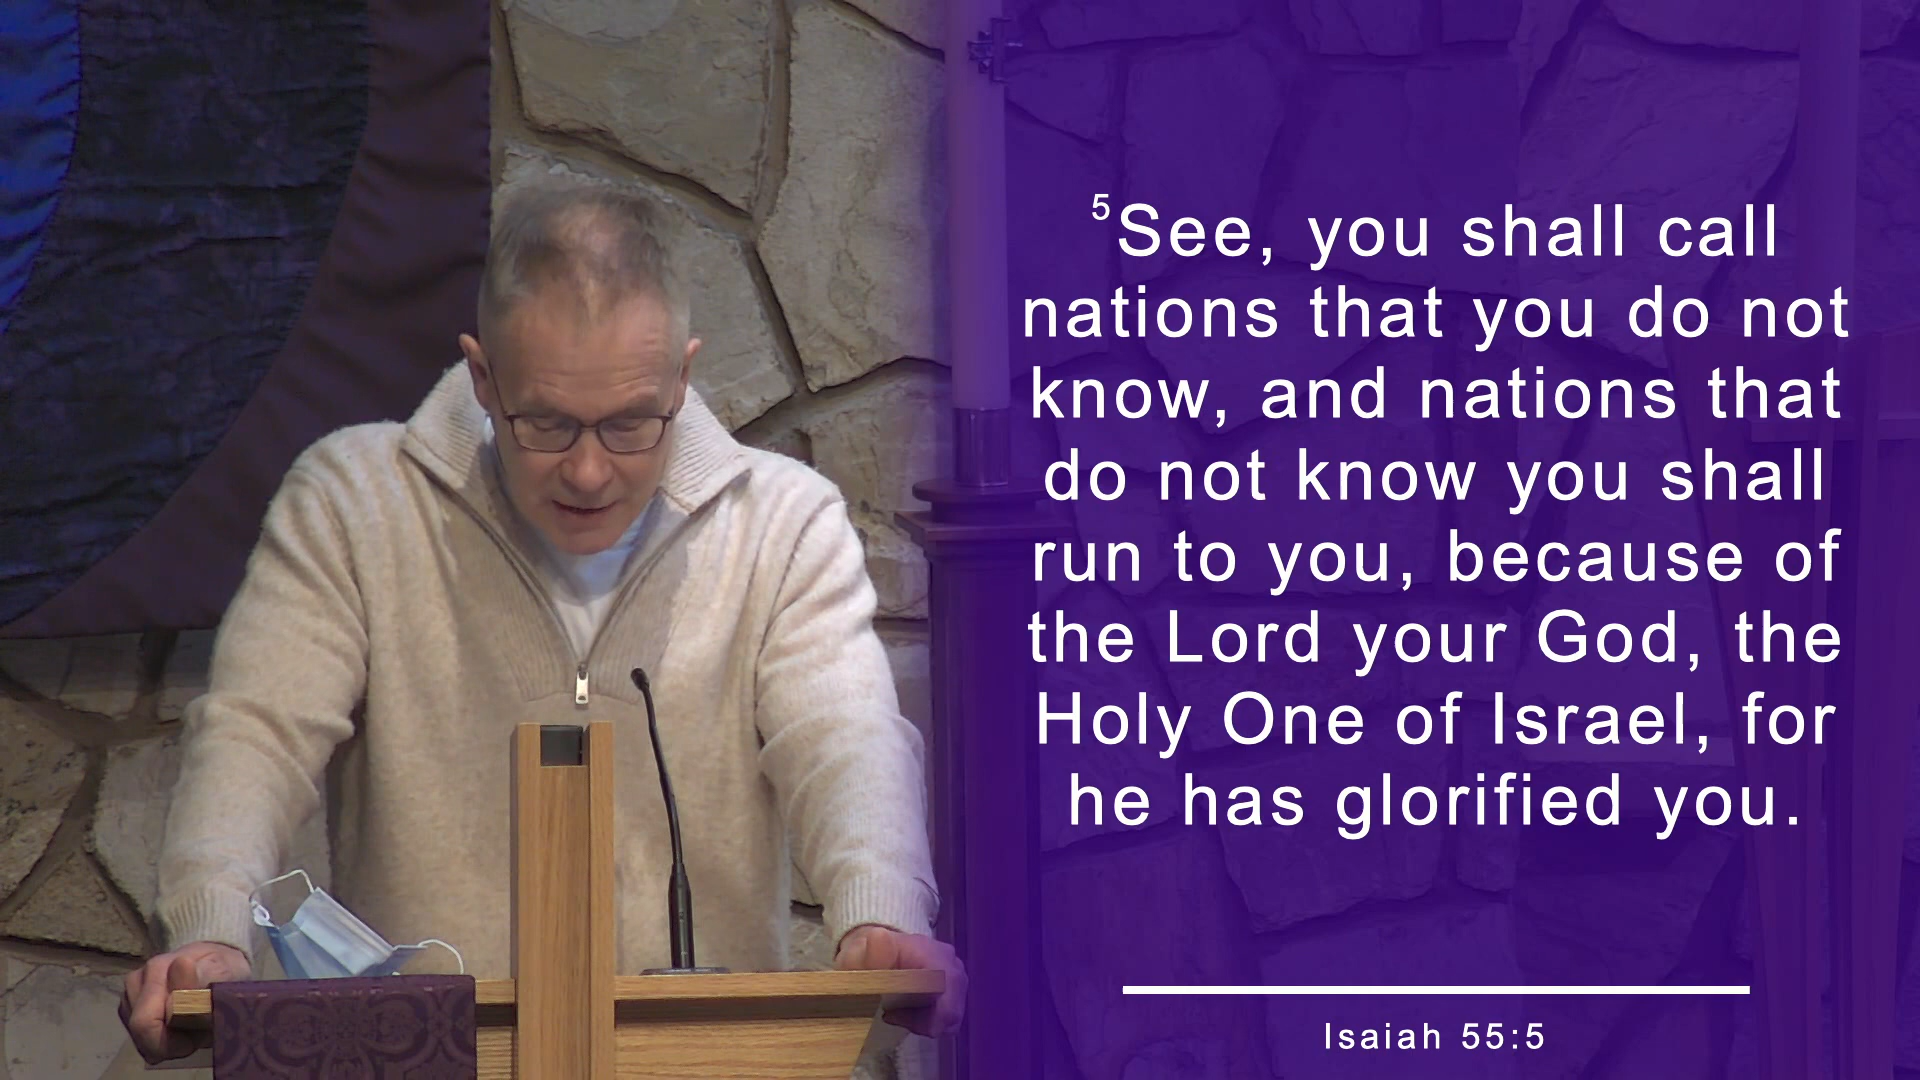 ⁵See, you shall call
nations that you do not
know, and nations that
do not know you shall
run to you, because of
the Lord your God, the
Holy One of Israel, for
he has glorified you.
Isaiah 55:5